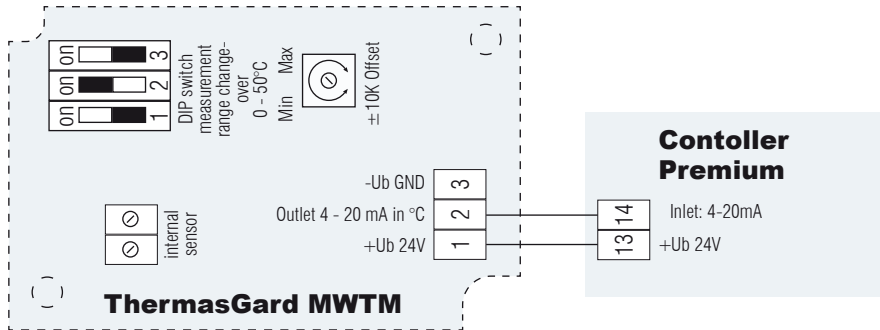 on 3
on 2
on 1
DIP switch
measurement
range change-
over
0 - 50°C
Min Max
±10K Offset
internal
sensor
-Ub GND 3
Outlet 4 - 20 mA in °C 2
+Ub 24V 1
ThermasGard MWTM
Contoller
Premium
14 Inlet: 4-20mA
13 +Ub 24V